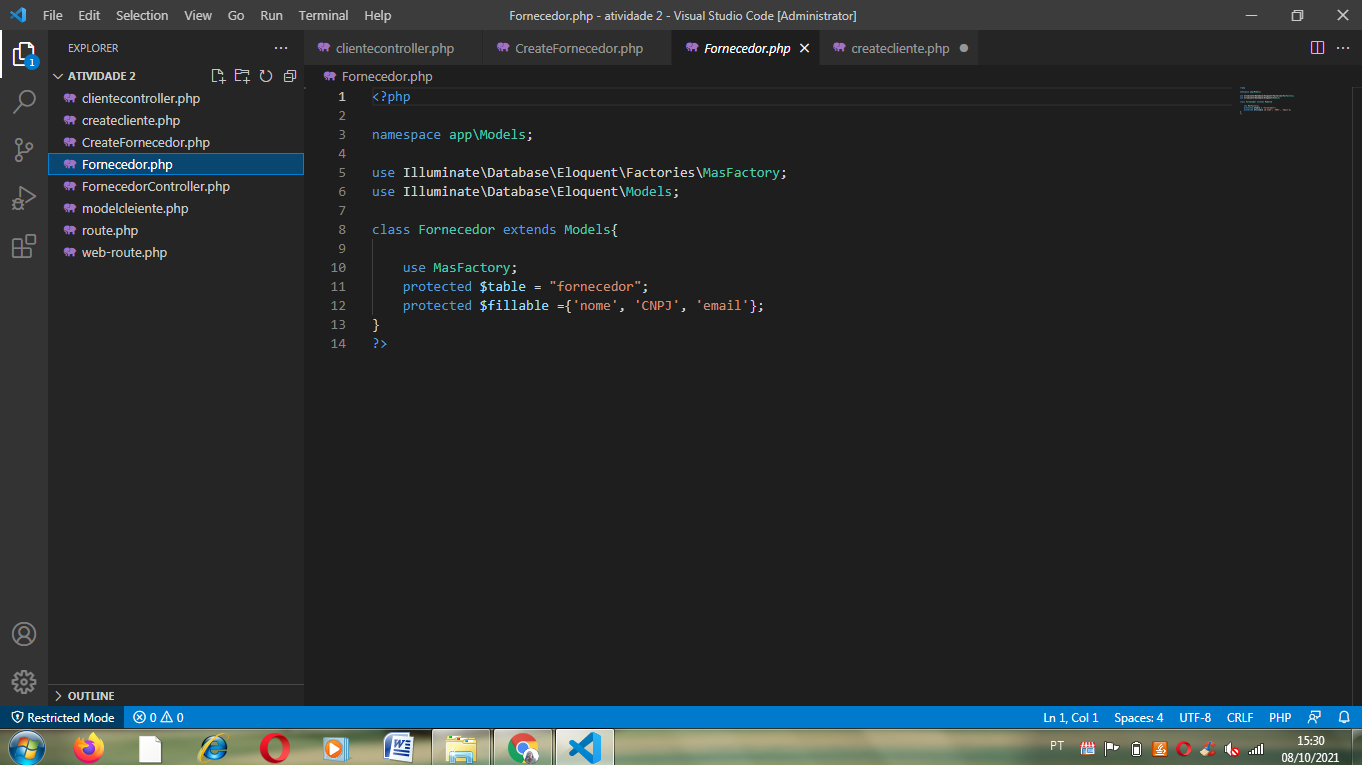 File Edit Selection View Go Run Terminal Help
Fornecedor.php - atividade 2 - Visual Studio Code [Administrator]
1
EXPLORER
ATIVIDADE 2
clientecontroller.php
createcliente.php
CreateFornecedor.php
Fornecedor.php
FornecedorController.php
modelcleiente.php
route.php
web-route.php
OUTLINE
clientecontroller.php CreateFornecedor.php Fornecedor.php createcliente.php
Fornecedor.php
1 <?php
2
3 namespace app\Models;
4
5 use Illuminate\Database\Eloquent\Factories\MasFactory;
6 use Illuminate\Database\Eloquent\Models;
7
8 class Fornecedor extends Models{
9
10 use MasFactory;
11 protected $table = "fornecedor";
12 protected $fillable ={'nome', 'CNPJ', 'email'};
13 }
14 ?>
Restricted Mode 0 0 Ln 1, Col 1 Spaces: 4 UTF-8 CRLF PHP
PT 15:30
08/10/2021